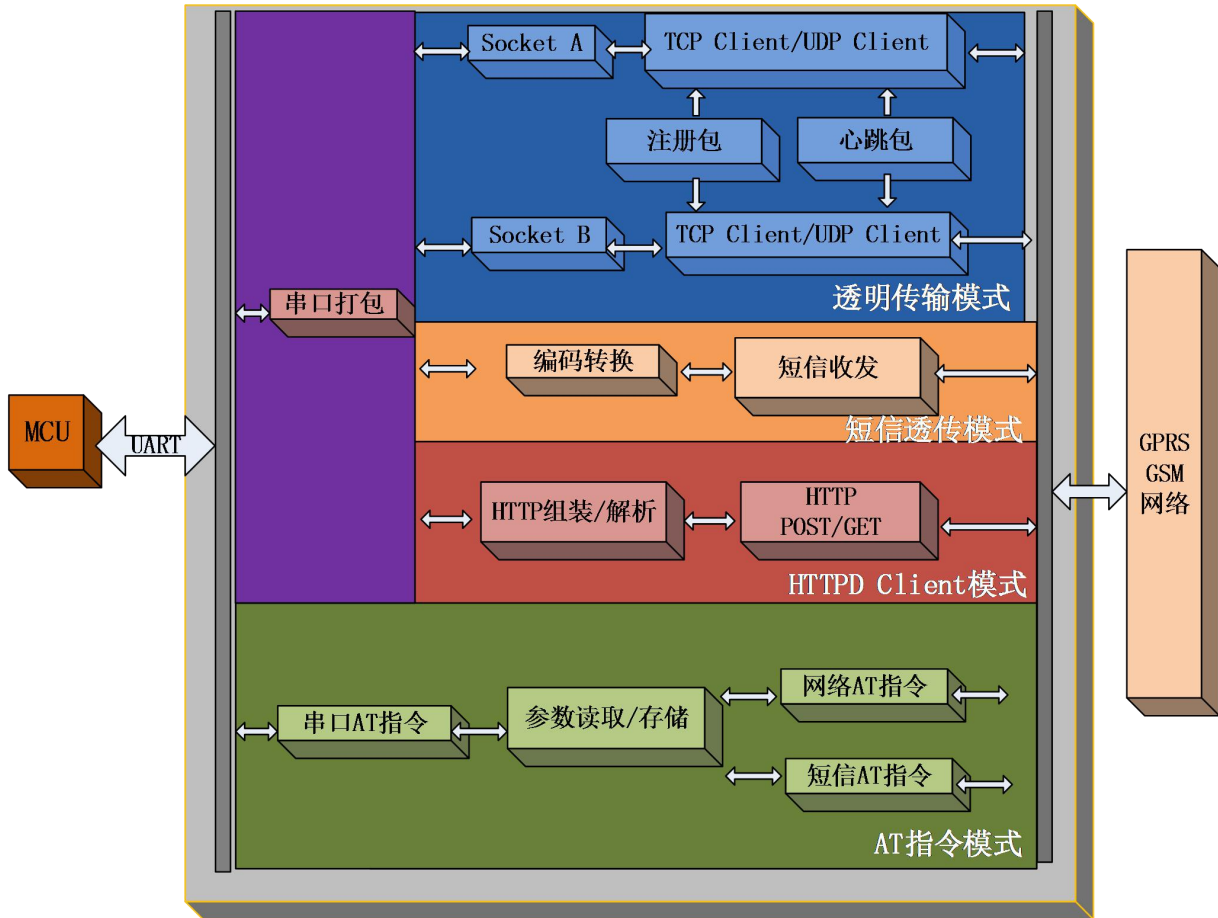 Socket A
TCP Client/UDP Client
注册包
心跳包
Socket B
TCP Client/UDP Client
透明传输模式
串口打包
编码转换
短信收发
短信透传模式
MCU
UART
HTTP组装/解析
HTTP
POST/GET
HTTPD Client模式
GPRS
GSM
网络
串口AT指令
参数读取/存储
网络AT指令
短信AT指令
AT指令模式